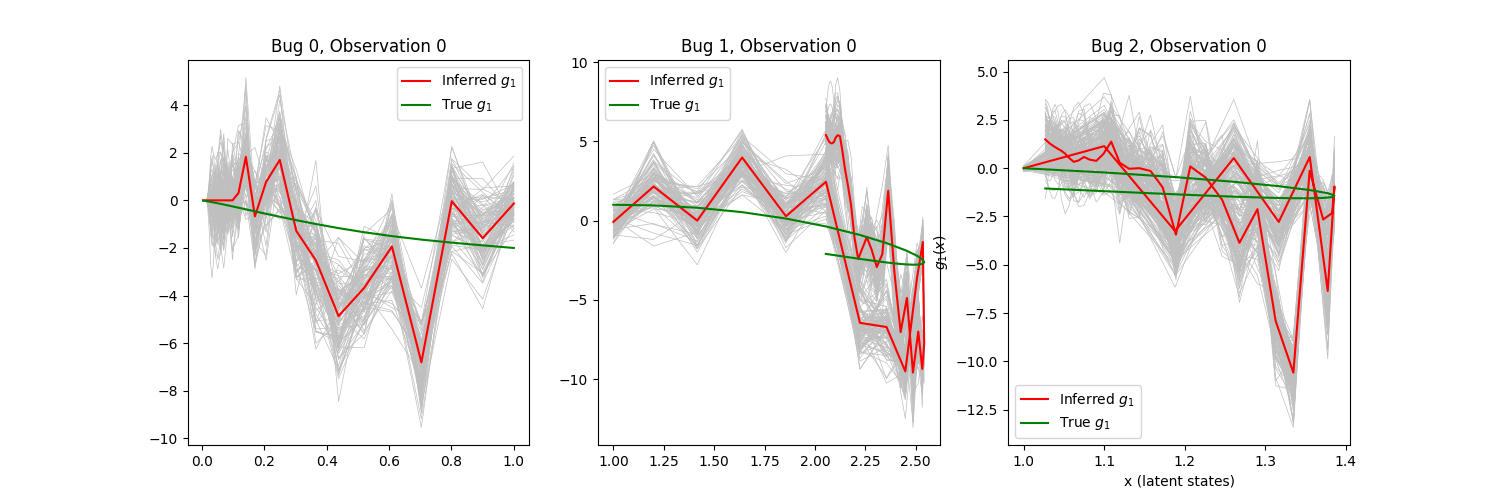 Bug 0, Observation 0
Inferred g₁
True g₁
4
2
0
−2
−4
−6
−8
−10
0.0 0.2 0.4 0.6 0.8 1.0
Bug 1, Observation 0
Inferred g₁
True g₁
10
5
0
−5
−10
1.00 1.25 1.50 1.75 2.00 2.25 2.50
Bug 2, Observation 0
g₁(x)
5.0
2.5
0.0
−2.5
−5.0
−7.5
−10.0
−12.5
Inferred g₁
True g₁
1.0 1.1 1.2 1.3 1.4
x (latent states)